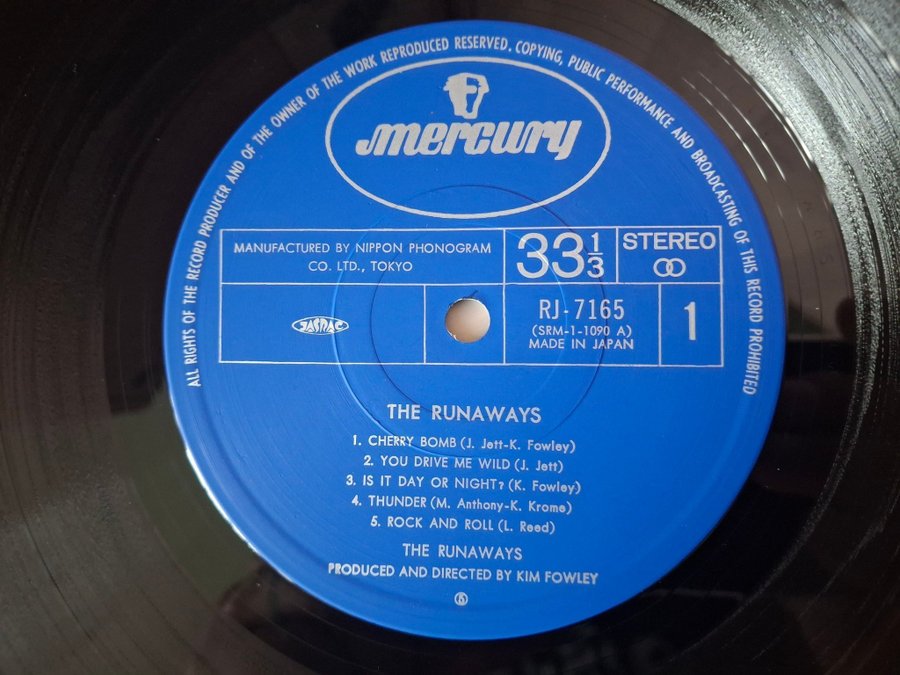 ALL RIGHTS OF THE RECORD PRODUCER AND OF THE OWNER OF THE WORK REPRODUCED RESERVED. COPYING, PUBLIC PERFORMANCE AND BROADCASTING OF THIS RECORD PROHIBITED
mercury
MANUFACTURED BY NIPPON PHONOGRAM
CO. LTD., TOKYO
33 1/3
STEREO
JASRAC
RJ-7165
(SRM-1-1090 A)
MADE IN JAPAN
1
THE RUNAWAYS
1. CHERRY BOMB (J. Jett-K. Fowley)
2. YOU DRIVE ME WILD (J. Jett)
3. IS IT DAY OR NIGHT? (K. Fowley)
4. THUNDER (M. Anthony-K. Krome)
5. ROCK AND ROLL (L. Reed)
THE RUNAWAYS
PRODUCED AND DIRECTED BY KIM FOWLEY